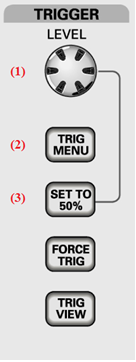 TRIGGER
LEVEL
(1)
(2)
TRIG
MENU
(3)
SET TO
50%
FORCE
TRIG
TRIG
VIEW